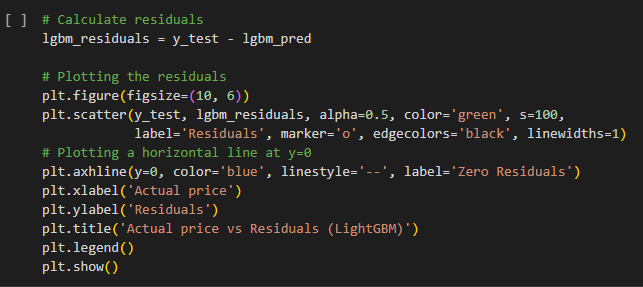 [ ] # Calculate residuals
lgbm_residuals = y_test - lgbm_pred

# Plotting the residuals
plt.figure(figsize=(10, 6))
plt.scatter(y_test, lgbm_residuals, alpha=0.5, color='green', s=100,
            label='Residuals', marker='o', edgecolors='black', linewidths=1)
# Plotting a horizontal line at y=0
plt.axhline(y=0, color='blue', linestyle='--', label='Zero Residuals')
plt.xlabel('Actual price')
plt.ylabel('Residuals')
plt.title('Actual price vs Residuals (LightGBM)')
plt.legend()
plt.show()